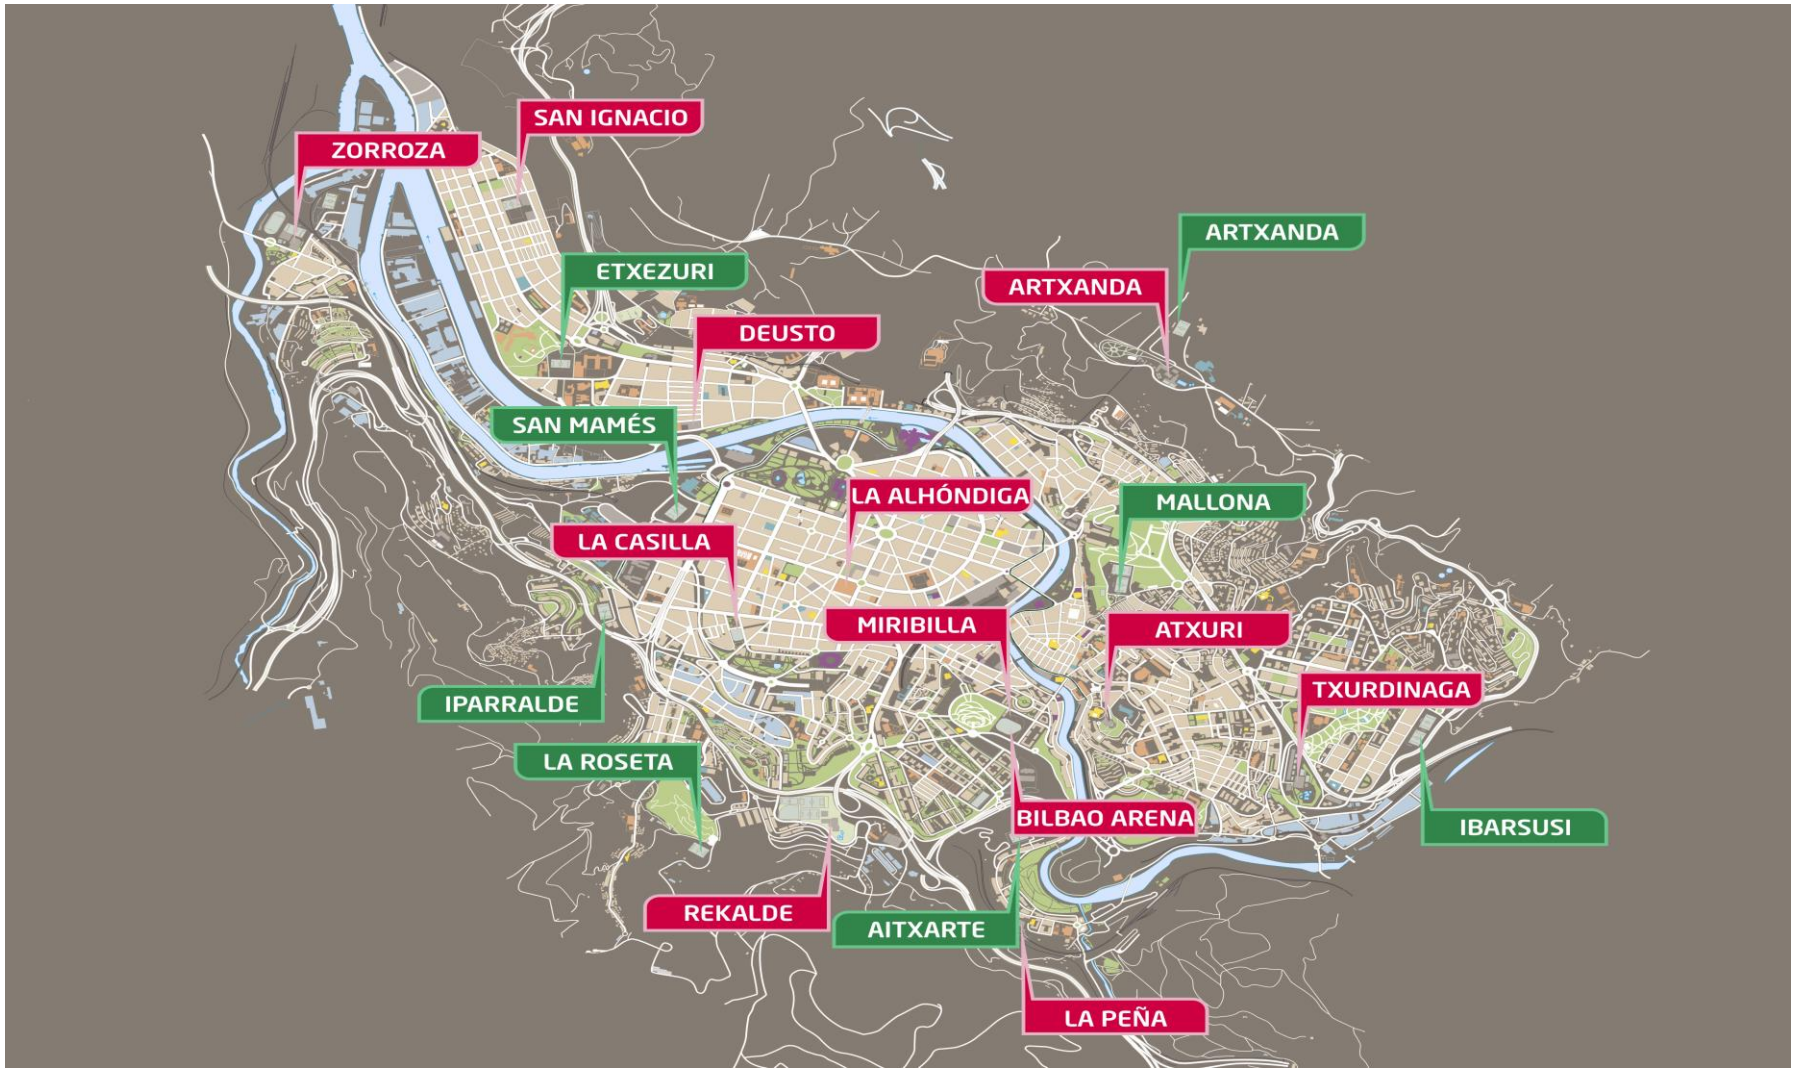 SAN IGNACIO
ZORROZA
ARTXANDA
ETXEZURI
ARTXANDA
DEUSTO
SAN MAMÉS
LA ALHÓNDIGA
MALLONA
LA CASILLA
MIRIBILLA
ATXURI
TXURDINAGA
IPARRALDE
LA ROSETA
BILBAO ARENA
IBARSUSI
REKALDE
AITXARTE
LA PEÑA